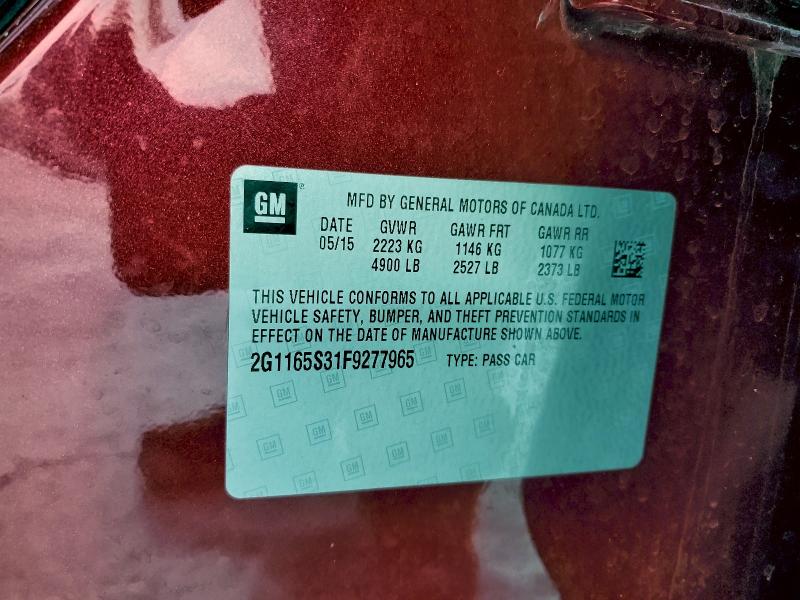 GM
MFD BY GENERAL MOTORS OF CANADA LTD.
DATE GVWR GAWR FRT GAWR RR
05/15 2223 KG 1146 KG 1077 KG
4900 LB 2527 LB 2373 LB
THIS VEHICLE CONFORMS TO ALL APPLICABLE U.S. FEDERAL MOTOR
VEHICLE SAFETY, BUMPER, AND THEFT PREVENTION STANDARDS IN
EFFECT ON THE DATE OF MANUFACTURE SHOWN ABOVE.
2G1165S31F9277965 TYPE: PASS CAR